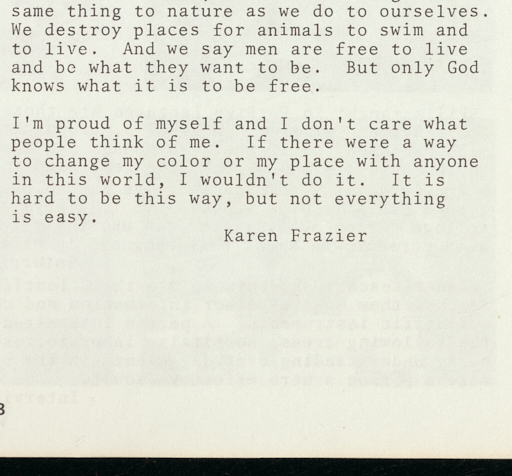 same thing to nature as we do to ourselves.
We destroy places for animals to swim and
to live.  And we say men are free to live
and be what they want to be.  But only God
knows what it is to be free.

I'm proud of myself and I don't care what
people think of me.  If there were a way
to change my color or my place with anyone
in this world, I wouldn't do it.  It is
hard to be this way, but not everything
is easy.
Karen Frazier